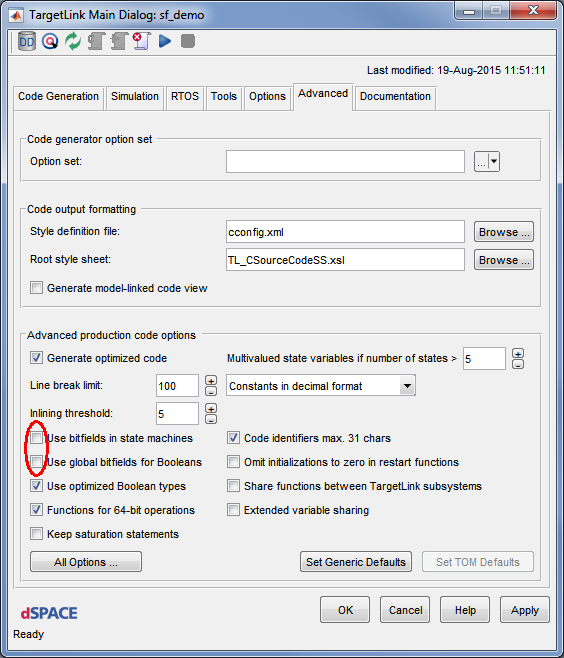 TargetLink Main Dialog: sf_demo
DD
Last modified: 19-Aug-2015 11:51:11
Code Generation Simulation RTOS Tools Options Advanced Documentation
Code generator option set
Option set: ...
Code output formatting
Style definition file: cconfig.xml Browse ...
Root style sheet: TL_CSourceCodeSS.xsl Browse ...
Generate model-linked code view
Advanced production code options
Generate optimized code Multivalued state variables if number of states > 5
Line break limit: 100 Constants in decimal format
Inlining threshold: 5
Use bitfields in state machines Code identifiers max. 31 chars
Use global bitfields for Booleans Omit initializations to zero in restart functions
Use optimized Boolean types Share functions between TargetLink subsystems
Functions for 64-bit operations Extended variable sharing
Keep saturation statements
All Options ... Set Generic Defaults Set TOM Defaults
dSPACE OK Cancel Help Apply
Ready